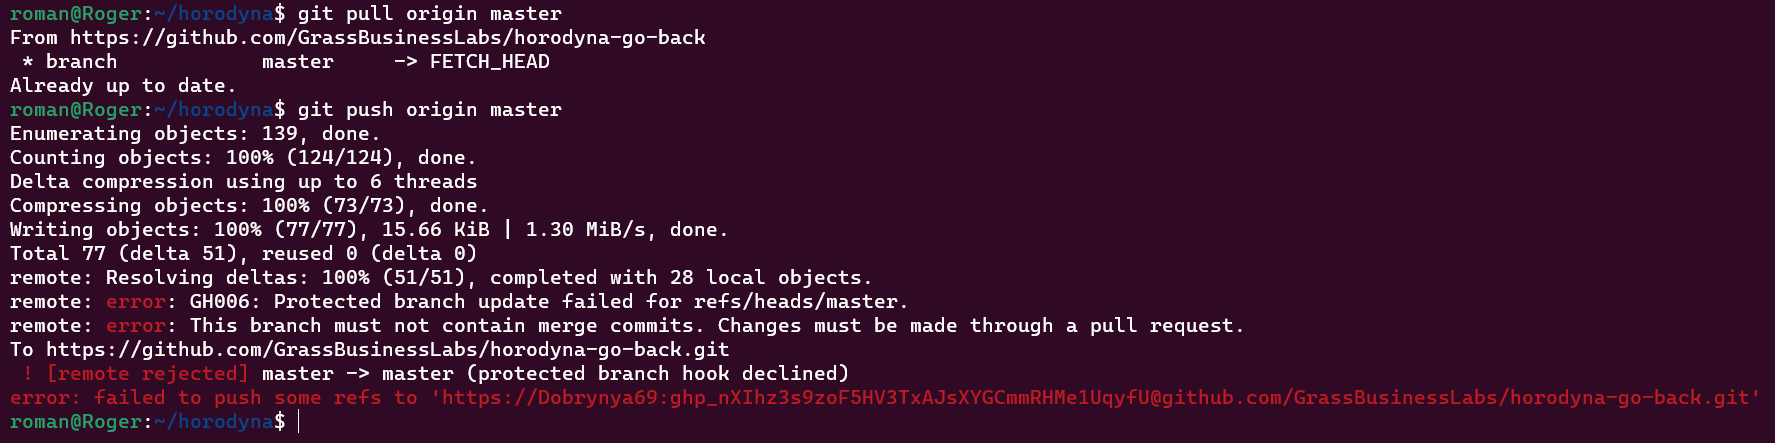 roman@Roger:~/horodyna$ git pull origin master
From https://github.com/GrassBusinessLabs/horodyna-go-back
 * branch            master     -> FETCH_HEAD
Already up to date.
roman@Roger:~/horodyna$ git push origin master
Enumerating objects: 139, done.
Counting objects: 100% (124/124), done.
Delta compression using up to 6 threads
Compressing objects: 100% (73/73), done.
Writing objects: 100% (77/77), 15.66 KiB | 1.30 MiB/s, done.
Total 77 (delta 51), reused 0 (delta 0)
remote: Resolving deltas: 100% (51/51), completed with 28 local objects.
remote: error: GH006: Protected branch update failed for refs/heads/master.
remote: error: This branch must not contain merge commits. Changes must be made through a pull request.
To https://github.com/GrassBusinessLabs/horodyna-go-back.git
 ! [remote rejected] master -> master (protected branch hook declined)
error: failed to push some refs to 'https://Dobrynya69: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@github.com/GrassBusinessLabs/horodyna-go-back.git'
roman@Roger:~/horodyna$